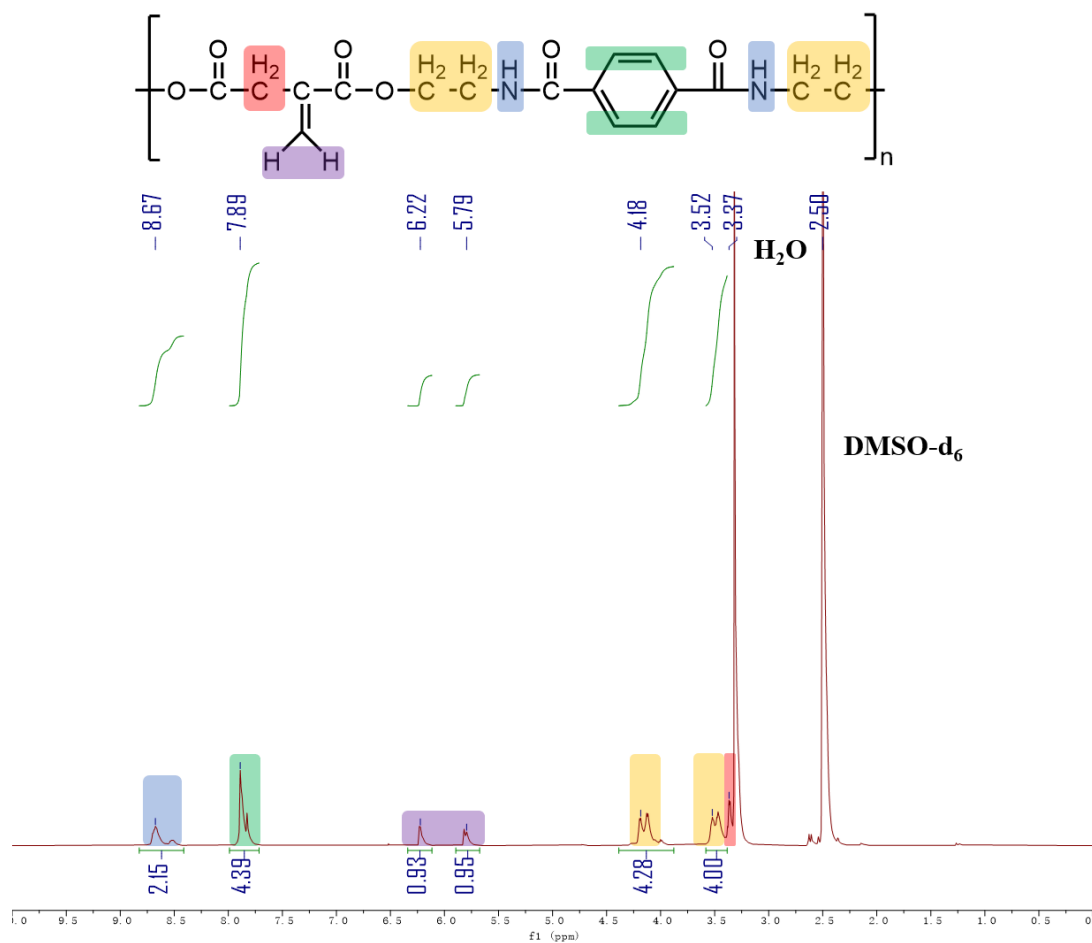 O O O O
H₂ H₂ H₂ H H H₂ H₂
O C C C C O C C N C C N C C
H H
n
8.67 7.89 6.22 5.79 4.18 3.52 3.37 2.50
H₂O
DMSO-d₆
2.15 4.39 0.93 0.95 4.28 4.00
9.0 8.5 8.0 7.5 7.0 6.5 6.0 5.5 5.0 4.5 4.0 3.5 3.0 2.5 2.0 1.5 1.0 0.5
f1 (ppm)